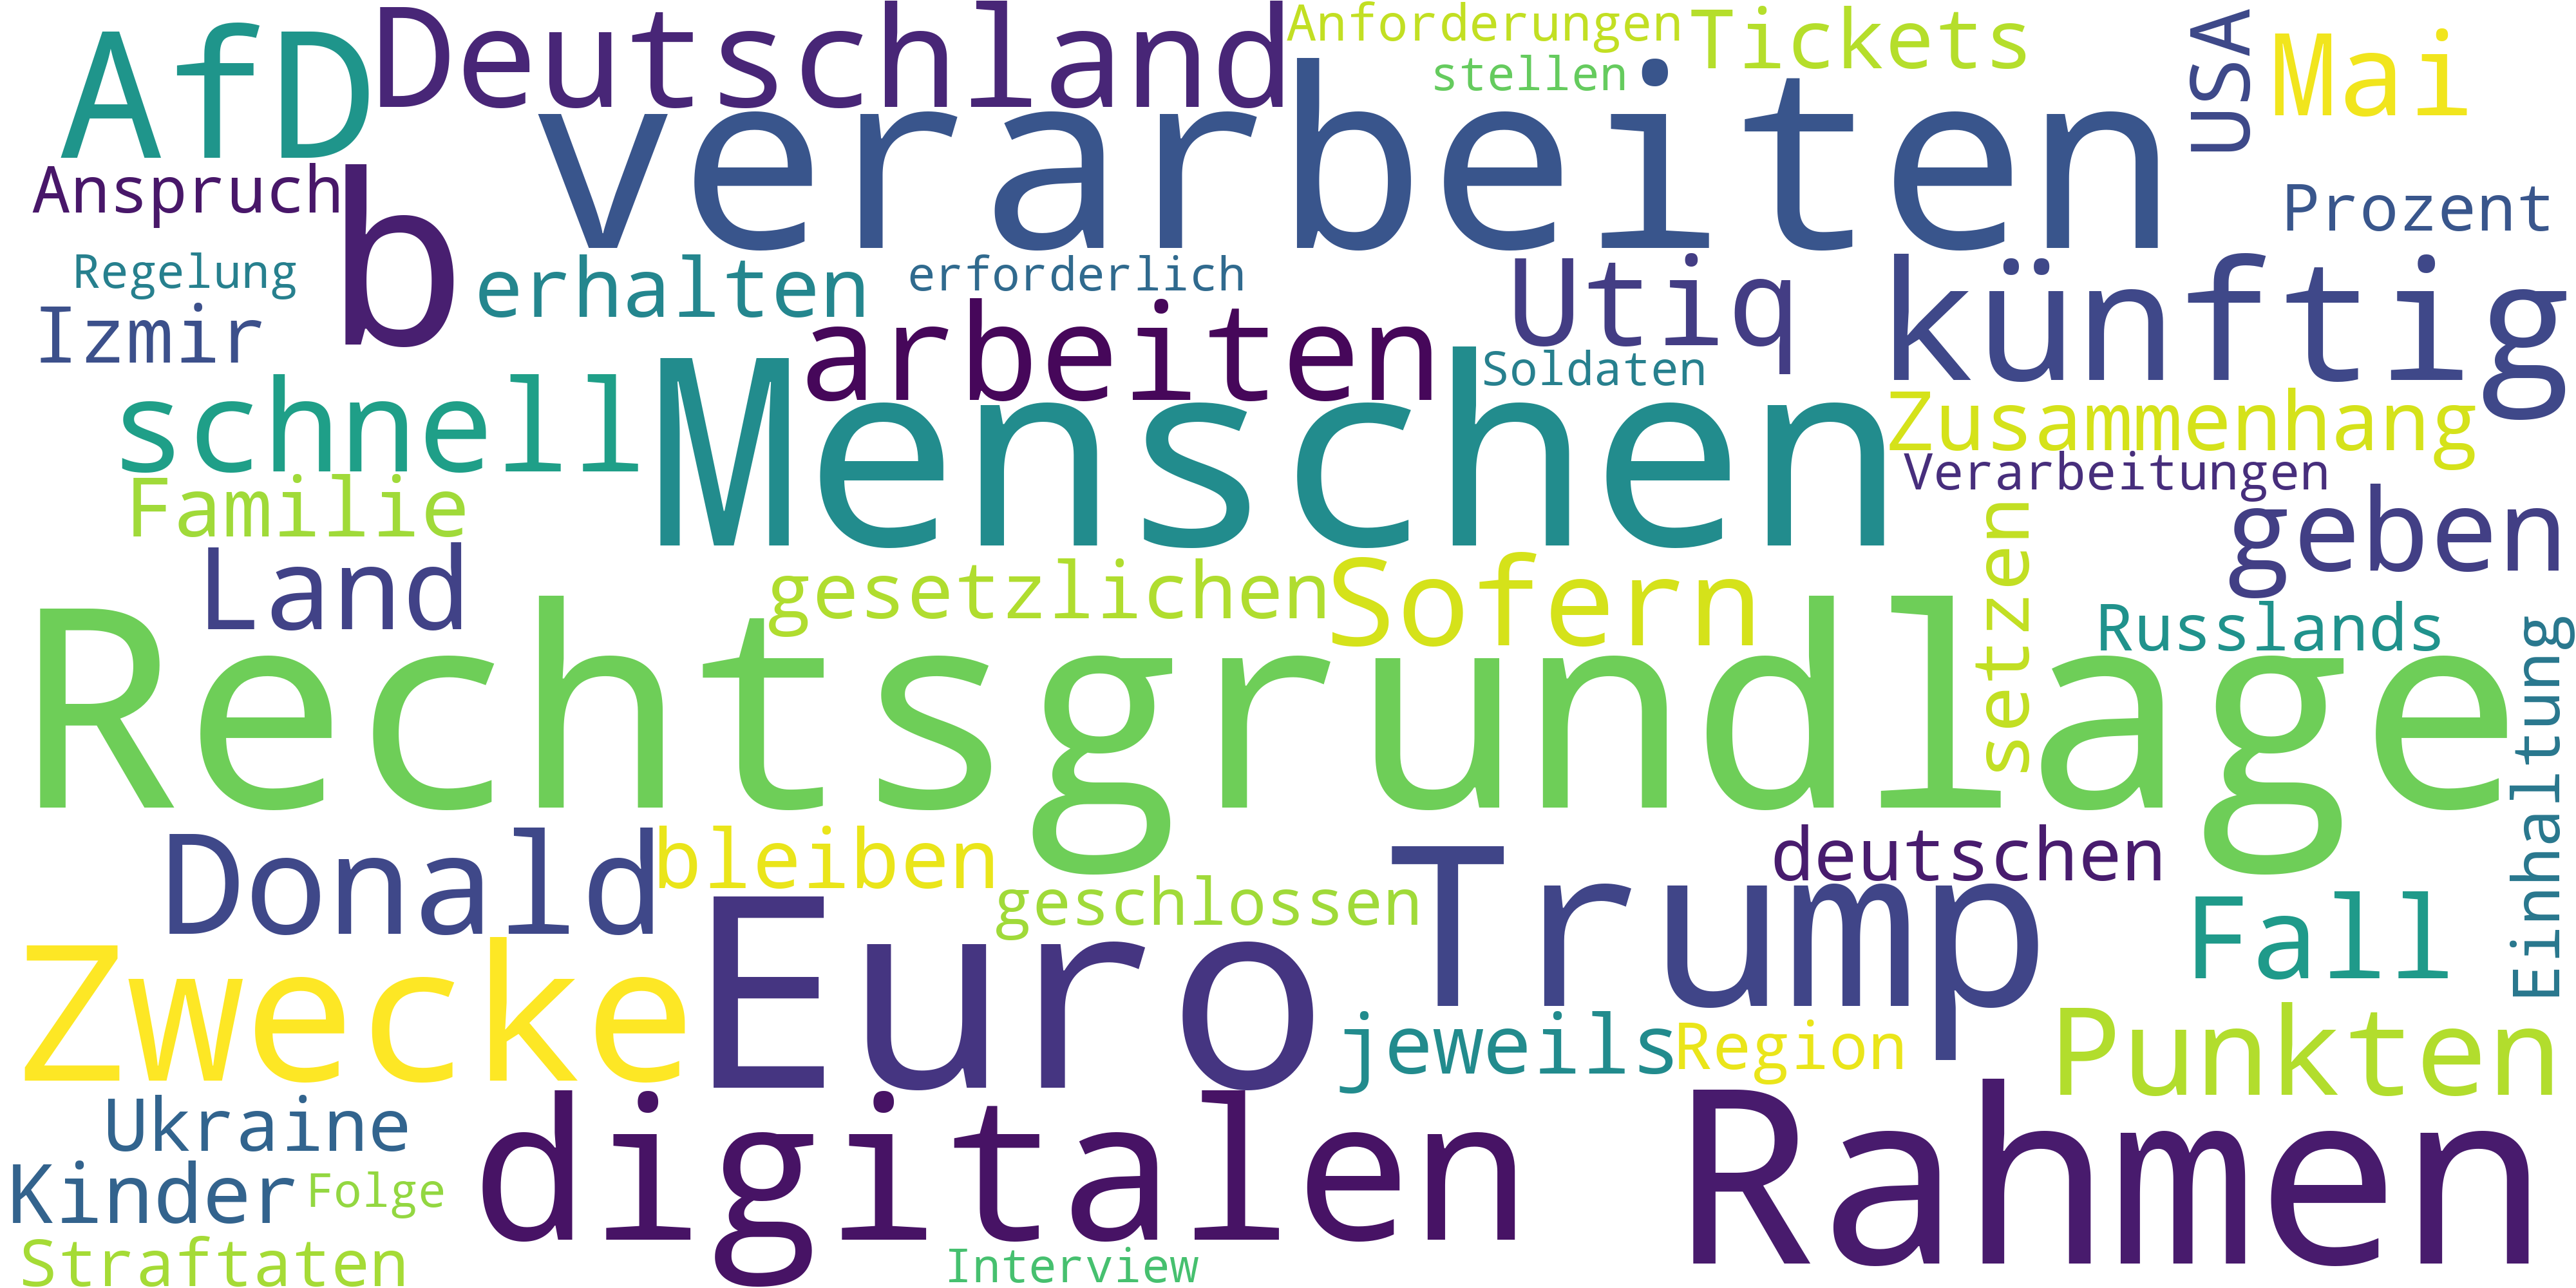 AfD
Deutschland
Anforderungen
Tickets
stellen
USA
Mai
verarbeiten
Anspruch
b
Prozent
Regelung
erhalten
erforderlich
Utiq
künftig
Izmir
arbeiten
Soldaten
schnell
Menschen
Zusammenhang
Verarbeitungen
Familie
geben
Land
gesetzlichen
Sofern
setzen
Russlands
Rechtsgrundlage
Einhaltung
Donald
bleiben
Trump
deutschen
geschlossen
Fall
Zwecke
Euro
jeweils
Region
Punkten
Ukraine
digitalen
Rahmen
Kinder
Folge
Straftaten
Interview